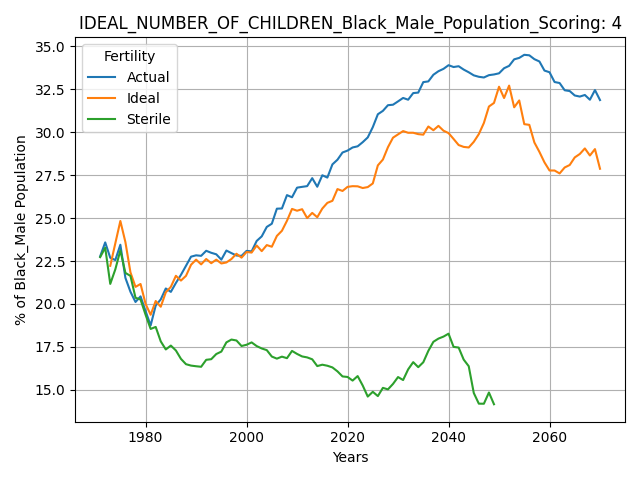 IDEAL_NUMBER_OF_CHILDREN_Black_Male_Population_Scoring: 4
Fertility
Actual
Ideal
Sterile
% of Black_Male Population
35.0
32.5
30.0
27.5
25.0
22.5
20.0
17.5
15.0
1980 2000 2020 2040 2060
Years